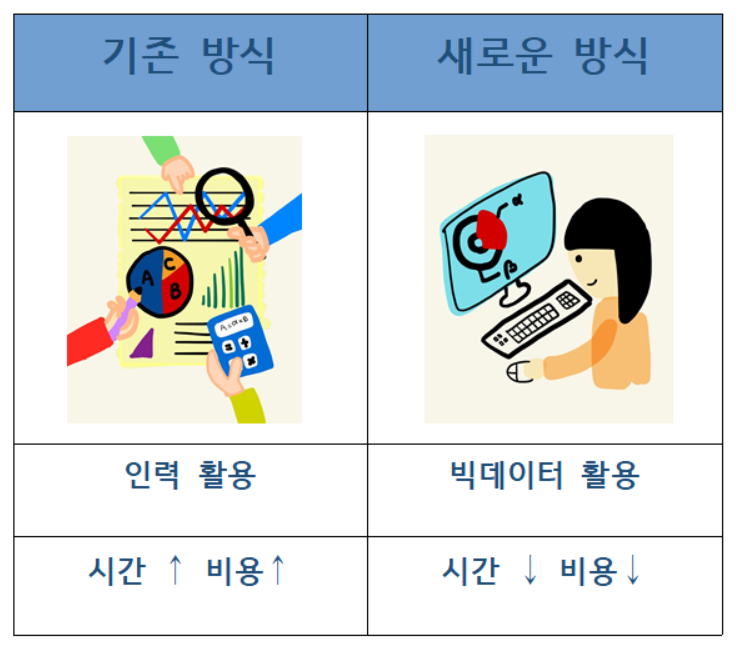 기존 방식
새로운 방식
A
C
B
A=α×B
α
β
인력 활용
빅데이터 활용
시간 ↑ 비용↑
시간 ↓ 비용↓